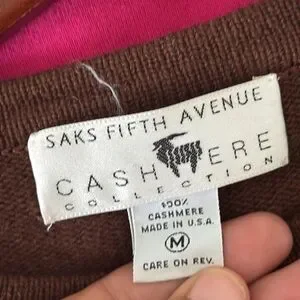 SAKS FIFTH AVENUE
CASHMERE
COLLECTION
100%
CASHMERE
MADE IN U.S.A.
M
CARE ON REV.